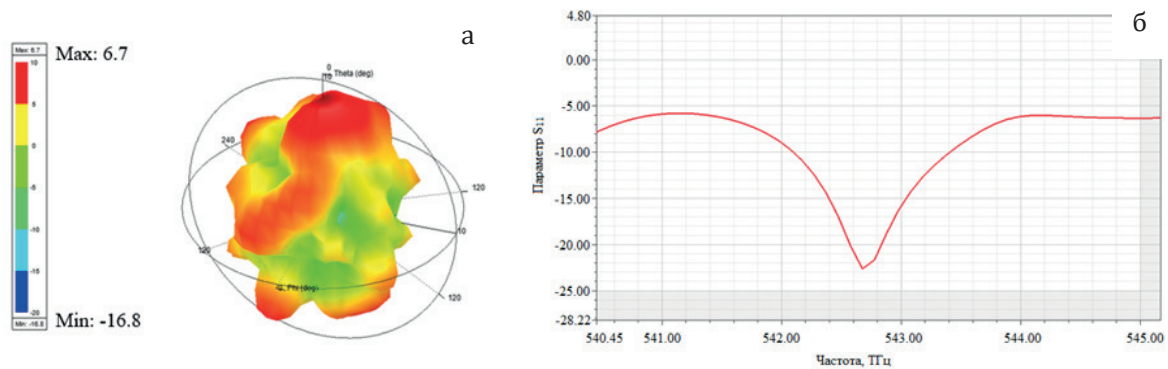 а
Max: 6.7
Max: 6.7
10
5
0
-5
-10
-15
-20
Min: -16.8
Min: -16.8
0
Theta (deg)
10
240
120
10
120
120
Phi (deg)
б
4.80
0.00
-5.00
-10.00
-15.00
-20.00
-25.00
-28.22
Параметр S11
540.45
541.00
542.00
543.00
544.00
545.00
Частота, ТГц